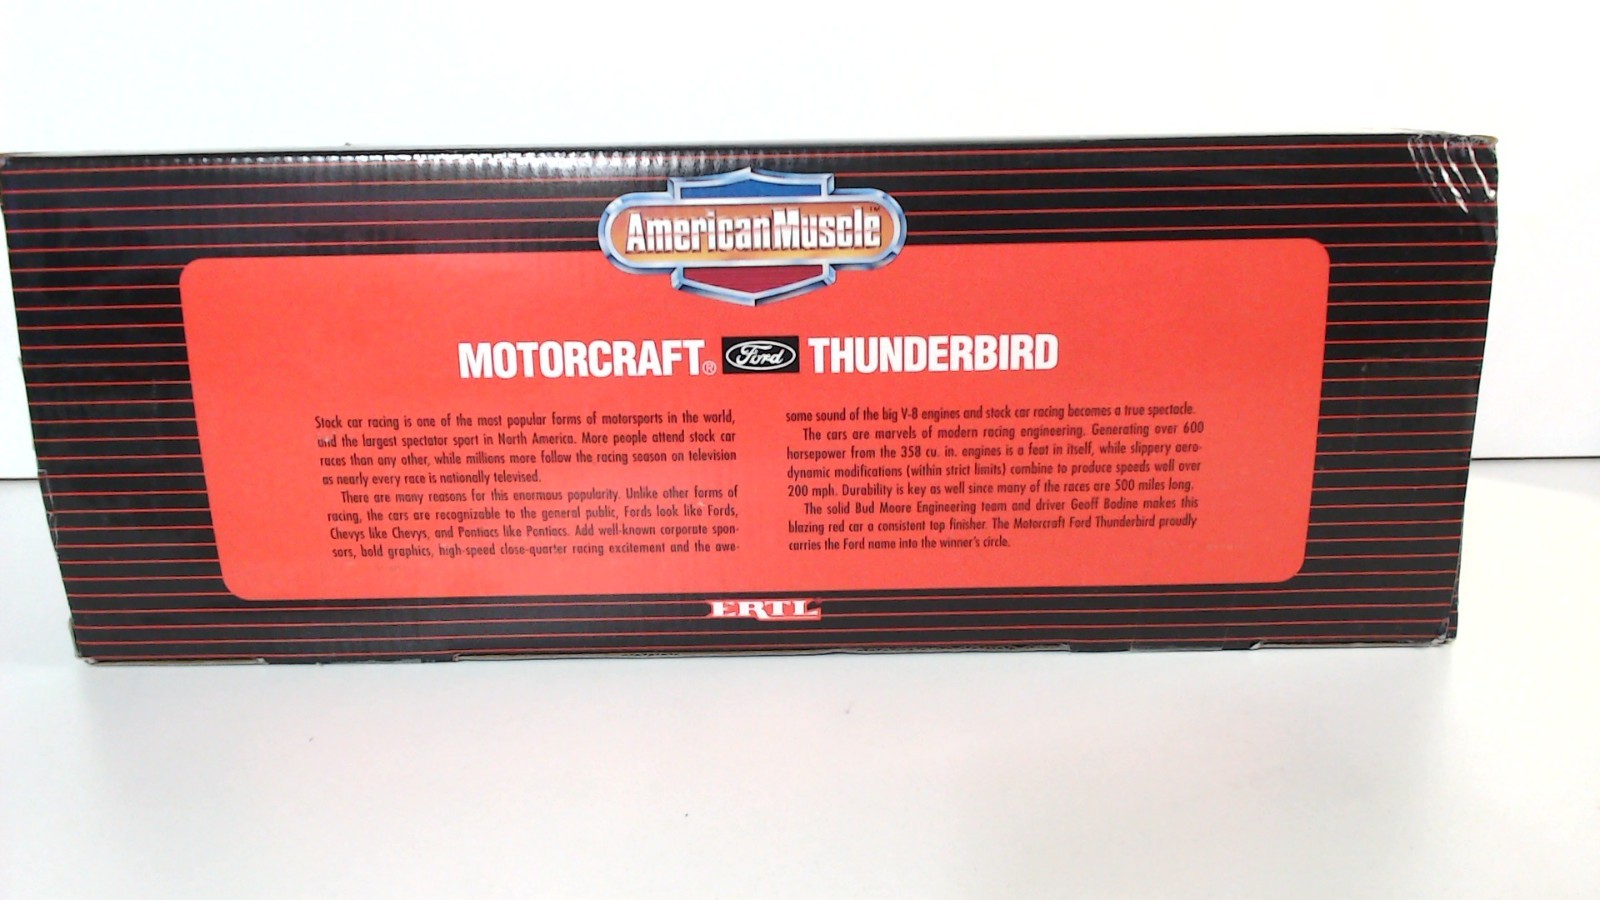 AmericanMuscle™
MOTORCRAFT® Ford THUNDERBIRD
Stock car racing is one of the most popular forms of motorsports in the world,
and the largest spectator sport in North America. More people attend stock car
races than any other, while millions more follow the racing season on television
as nearly every race is nationally televised.
There are many reasons for this enormous popularity. Unlike other forms of
racing, the cars are recognizable to the general public, Fords look like Fords,
Chevys like Chevys, and Pontiacs like Pontiacs. Add well-known corporate spon-
sors, bold graphics, high-speed close-quarter racing excitement and the awe-
some sound of the big V-8 engines and stock car racing becomes a true spectacle.
The cars are marvels of modern racing engineering. Generating over 600
horsepower from the 358 cu. in. engines is a feat in itself, while slippery aero-
dynamic modifications (within strict limits) combine to produce speeds well over
200 mph. Durability is key as well since many of the races are 500 miles long.
The solid Bud Moore Engineering team and driver Geoff Bodine makes this
blazing red car a consistent top finisher. The Motorcraft Ford Thunderbird proudly
carries the Ford name into the winner's circle.
ERTL